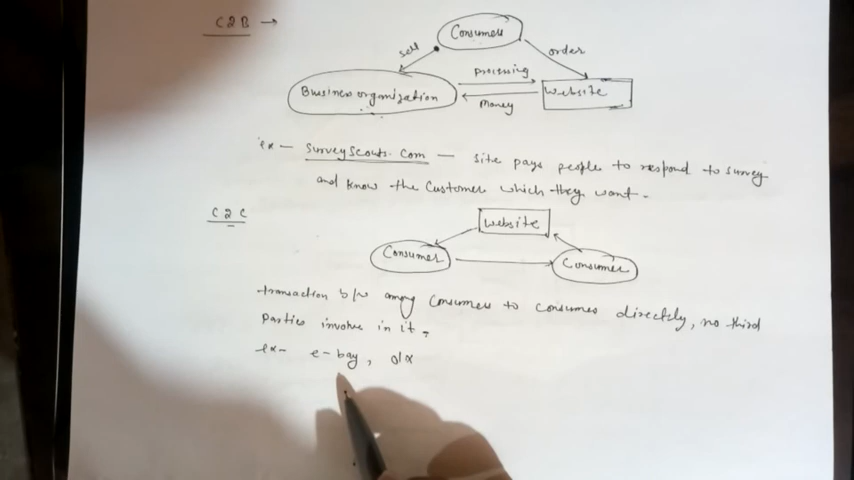 C2B →
Consumer
sell
order
processing
Business organization
Website
Money
ex- SurveyScouts.com - site pays people to respond to survey
and know the customer which they want.
C2C
Website
Consumer
Consumer
transaction b/w among consumer to consumer directly, no third
parties involve in it.
ex- e-bay, olx